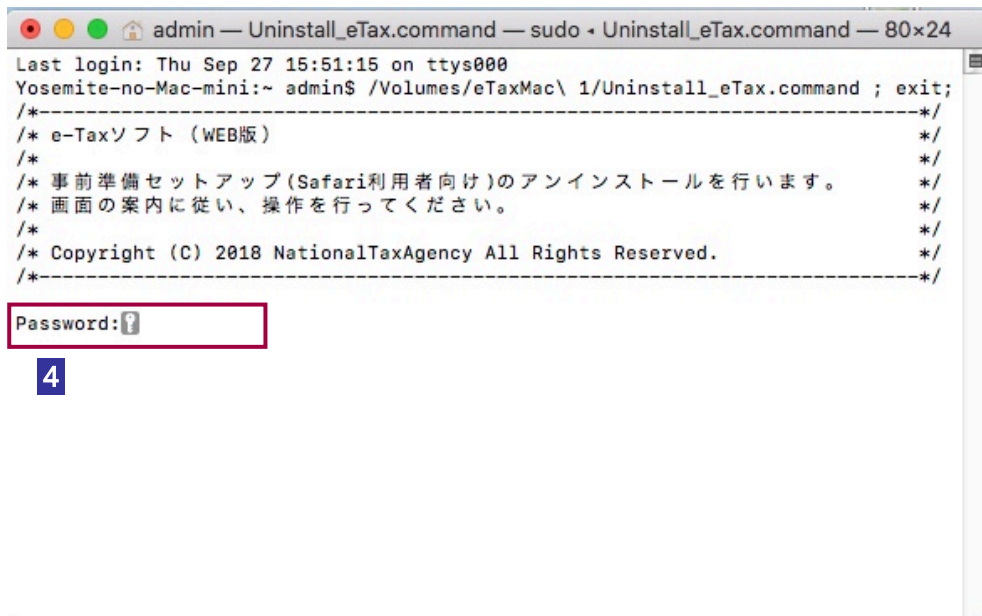 admin — Uninstall_eTax.command — sudo ◂ Uninstall_eTax.command — 80×24
Last login: Thu Sep 27 15:51:15 on ttys000
Yosemite-no-Mac-mini:~ admin$ /Volumes/eTaxMac\ 1/Uninstall_eTax.command ; exit;
/*---------------------------------------------------------------------------*/
/* e-Taxソフト（WEB版） */
/* */
/* 事前準備セットアップ(Safari利用者向け)のアンインストールを行います。 */
/* 画面の案内に従い、操作を行ってください。 */
/* */
/* Copyright (C) 2018 NationalTaxAgency All Rights Reserved. */
/*---------------------------------------------------------------------------*/
Password:
4